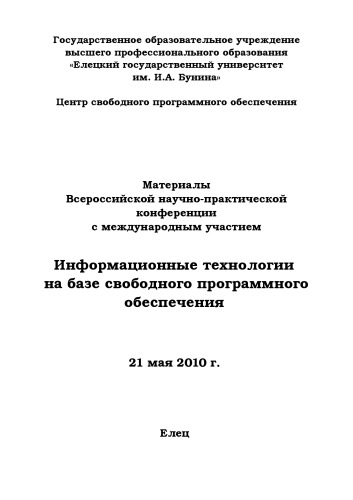 Государственное образовательное учреждение
высшего профессионального образования
«Елецкий государственный университет
им. И.А. Бунина»
Центр свободного программного обеспечения
Материалы
Всероссийской научно-практической
конференции
с международным участием
Информационные технологии
на базе свободного программного
обеспечения
21 мая 2010 г.
Елец